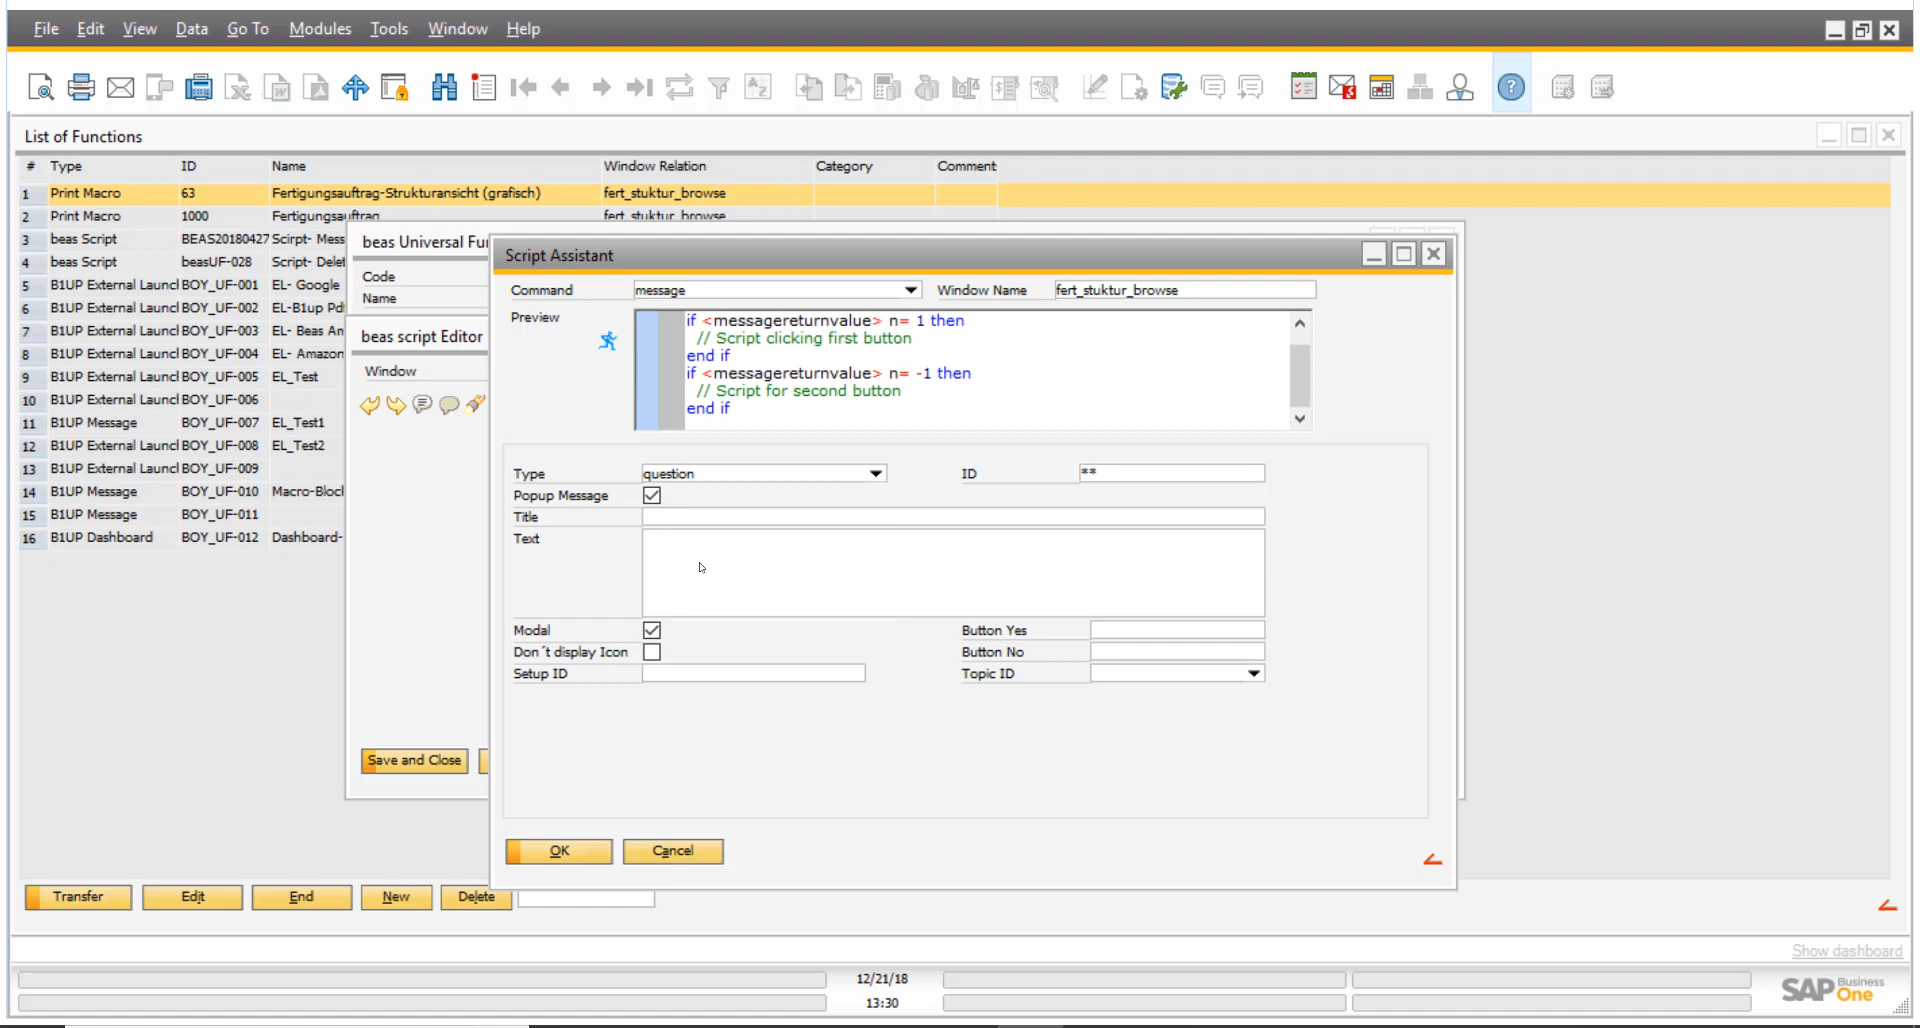 File Edit View Data Go To Modules Tools Window Help
List of Functions
# Type ID Name Window Relation Category Comment
1 Print Macro 63 Fertigungsauftrag-Strukturansicht (grafisch) fert_stuktur_browse
2 Print Macro 1000 Fertigungsauftrag fert_stuktur_browse
3 beas Script BEAS20180427 Scirpt- Mess
4 beas Script beasUF-028 Script- Delet
5 B1UP External Launcl BOY_UF-001 EL- Google
6 B1UP External Launcl BOY_UF-002 EL-B1up Pd
7 B1UP External Launcl BOY_UF-003 EL- Beas An
8 B1UP External Launcl BOY_UF-004 EL- Amazon
9 B1UP External Launcl BOY_UF-005 EL_Test
10 B1UP External Launcl BOY_UF-006
11 B1UP Message BOY_UF-007 EL_Test1
12 B1UP External Launcl BOY_UF-008 EL_Test2
13 B1UP External Launcl BOY_UF-009
14 B1UP Message BOY_UF-010 Macro-Blocl
15 B1UP Message BOY_UF-011
16 B1UP Dashboard BOY_UF-012 Dashboard-
beas Universal Fu
Code
Name
beas script Editor
Window
Save and Close
Script Assistant
Command message Window Name fert_stuktur_browse
Preview
if <messagereturnvalue> n= 1 then
// Script clicking first button
end if
if <messagereturnvalue> n= -1 then
// Script for second button
end if
Type question ID **
Popup Message
Title
Text
Modal Button Yes
Don´t display Icon Button No
Setup ID Topic ID
OK Cancel
Transfer Edit End New Delete
Show dashboard
12/21/18
13:30
SAP Business One